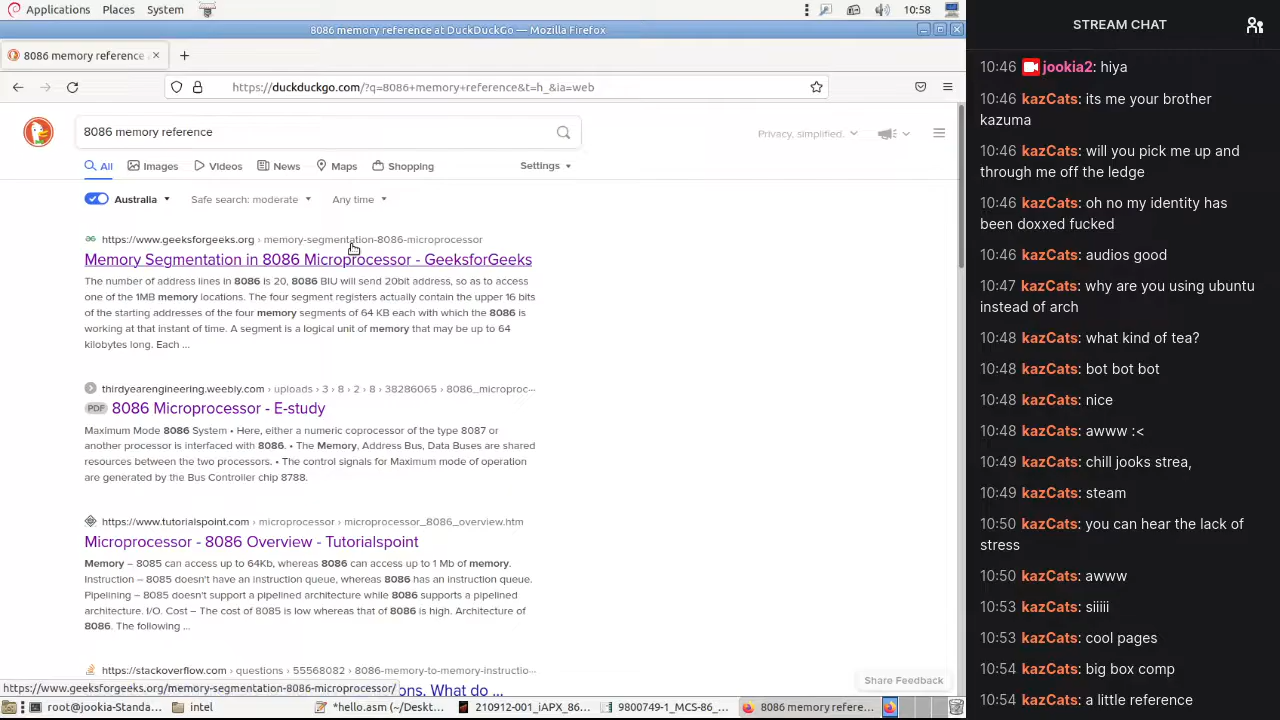 Applications Places System 10:58
8086 memory reference at DuckDuckGo — Mozilla Firefox
8086 memory reference
https://duckduckgo.com/?q=8086+memory+reference&t=h_&ia=web
8086 memory reference
Privacy, simplified.
All Images Videos News Maps Shopping Settings
Australia Safe search: moderate Any time
https://www.geeksforgeeks.org › memory-segmentation-8086-microprocessor
Memory Segmentation in 8086 Microprocessor - GeeksforGeeks
The number of address lines in 8086 is 20, 8086 BIU will send 20bit address, so as to access
one of the 1MB memory locations. The four segment registers actually contain the upper 16 bits
of the starting addresses of the four memory segments of 64 KB each with which the 8086 is
working at that instant of time. A segment is a logical unit of memory that may be up to 64
kilobytes long. Each ...
thirdyearengineering.weebly.com › uploads › 3 › 8 › 2 › 8 › 38286065 › 8086_microproc···
PDF 8086 Microprocessor - E-study
Maximum Mode 8086 System • Here, either a numeric coprocessor of the type 8087 or
another processor is interfaced with 8086. • The Memory, Address Bus, Data Buses are shared
resources between the two processors. • The control signals for Maximum mode of operation
are generated by the Bus Controller chip 8788.
https://www.tutorialspoint.com › microprocessor › microprocessor_8086_overview.htm
Microprocessor - 8086 Overview - Tutorialspoint
Memory – 8085 can access up to 64Kb, whereas 8086 can access up to 1 Mb of memory.
Instruction – 8085 doesn't have an instruction queue, whereas 8086 has an instruction queue.
Pipelining – 8085 doesn't support a pipelined architecture while 8086 supports a pipelined
architecture. I/O. Cost – The cost of 8085 is low whereas that of 8086 is high. Architecture of
8086. The following ...
https://stackoverflow.com › questions › 55568082 › 8086-memory-to-memory-instructio···
ons. What do ...
Share Feedback
https://www.geeksforgeeks.org/memory-segmentation-8086-microprocessor/
root@jookia-Standa... intel *hello.asm (~/Deskt... 210912-001_iAPX_86... 9800749-1_MCS-86_... 8086 memory refere...
STREAM CHAT
10:46 jookia2: hiya
10:46 kazCats: its me your brother
kazuma
10:46 kazCats: will you pick me up and
through me off the ledge
10:46 kazCats: oh no my identity has
been doxxed fucked
10:46 kazCats: audios good
10:47 kazCats: why are you using ubuntu
instead of arch
10:48 kazCats: what kind of tea?
10:48 kazCats: bot bot bot
10:48 kazCats: nice
10:48 kazCats: awww :<
10:49 kazCats: chill jooks strea,
10:49 kazCats: steam
10:50 kazCats: you can hear the lack of
stress
10:50 kazCats: awww
10:53 kazCats: siiiii
10:53 kazCats: cool pages
10:54 kazCats: big box comp
10:54 kazCats: a little reference